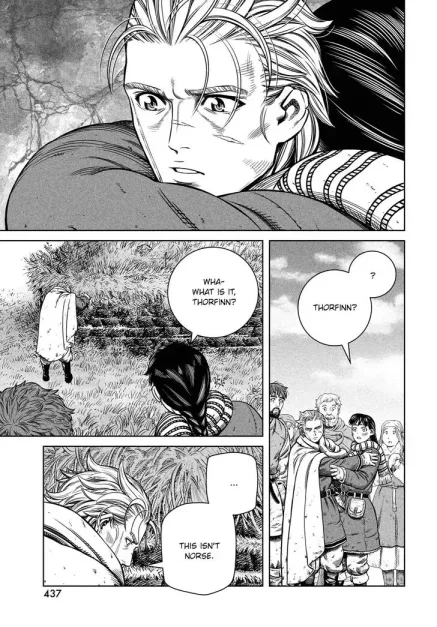 ?
THORFINN?
WHA-
WHAT IS IT,
THORFINN?
...
THIS ISN'T
NORSE.
437